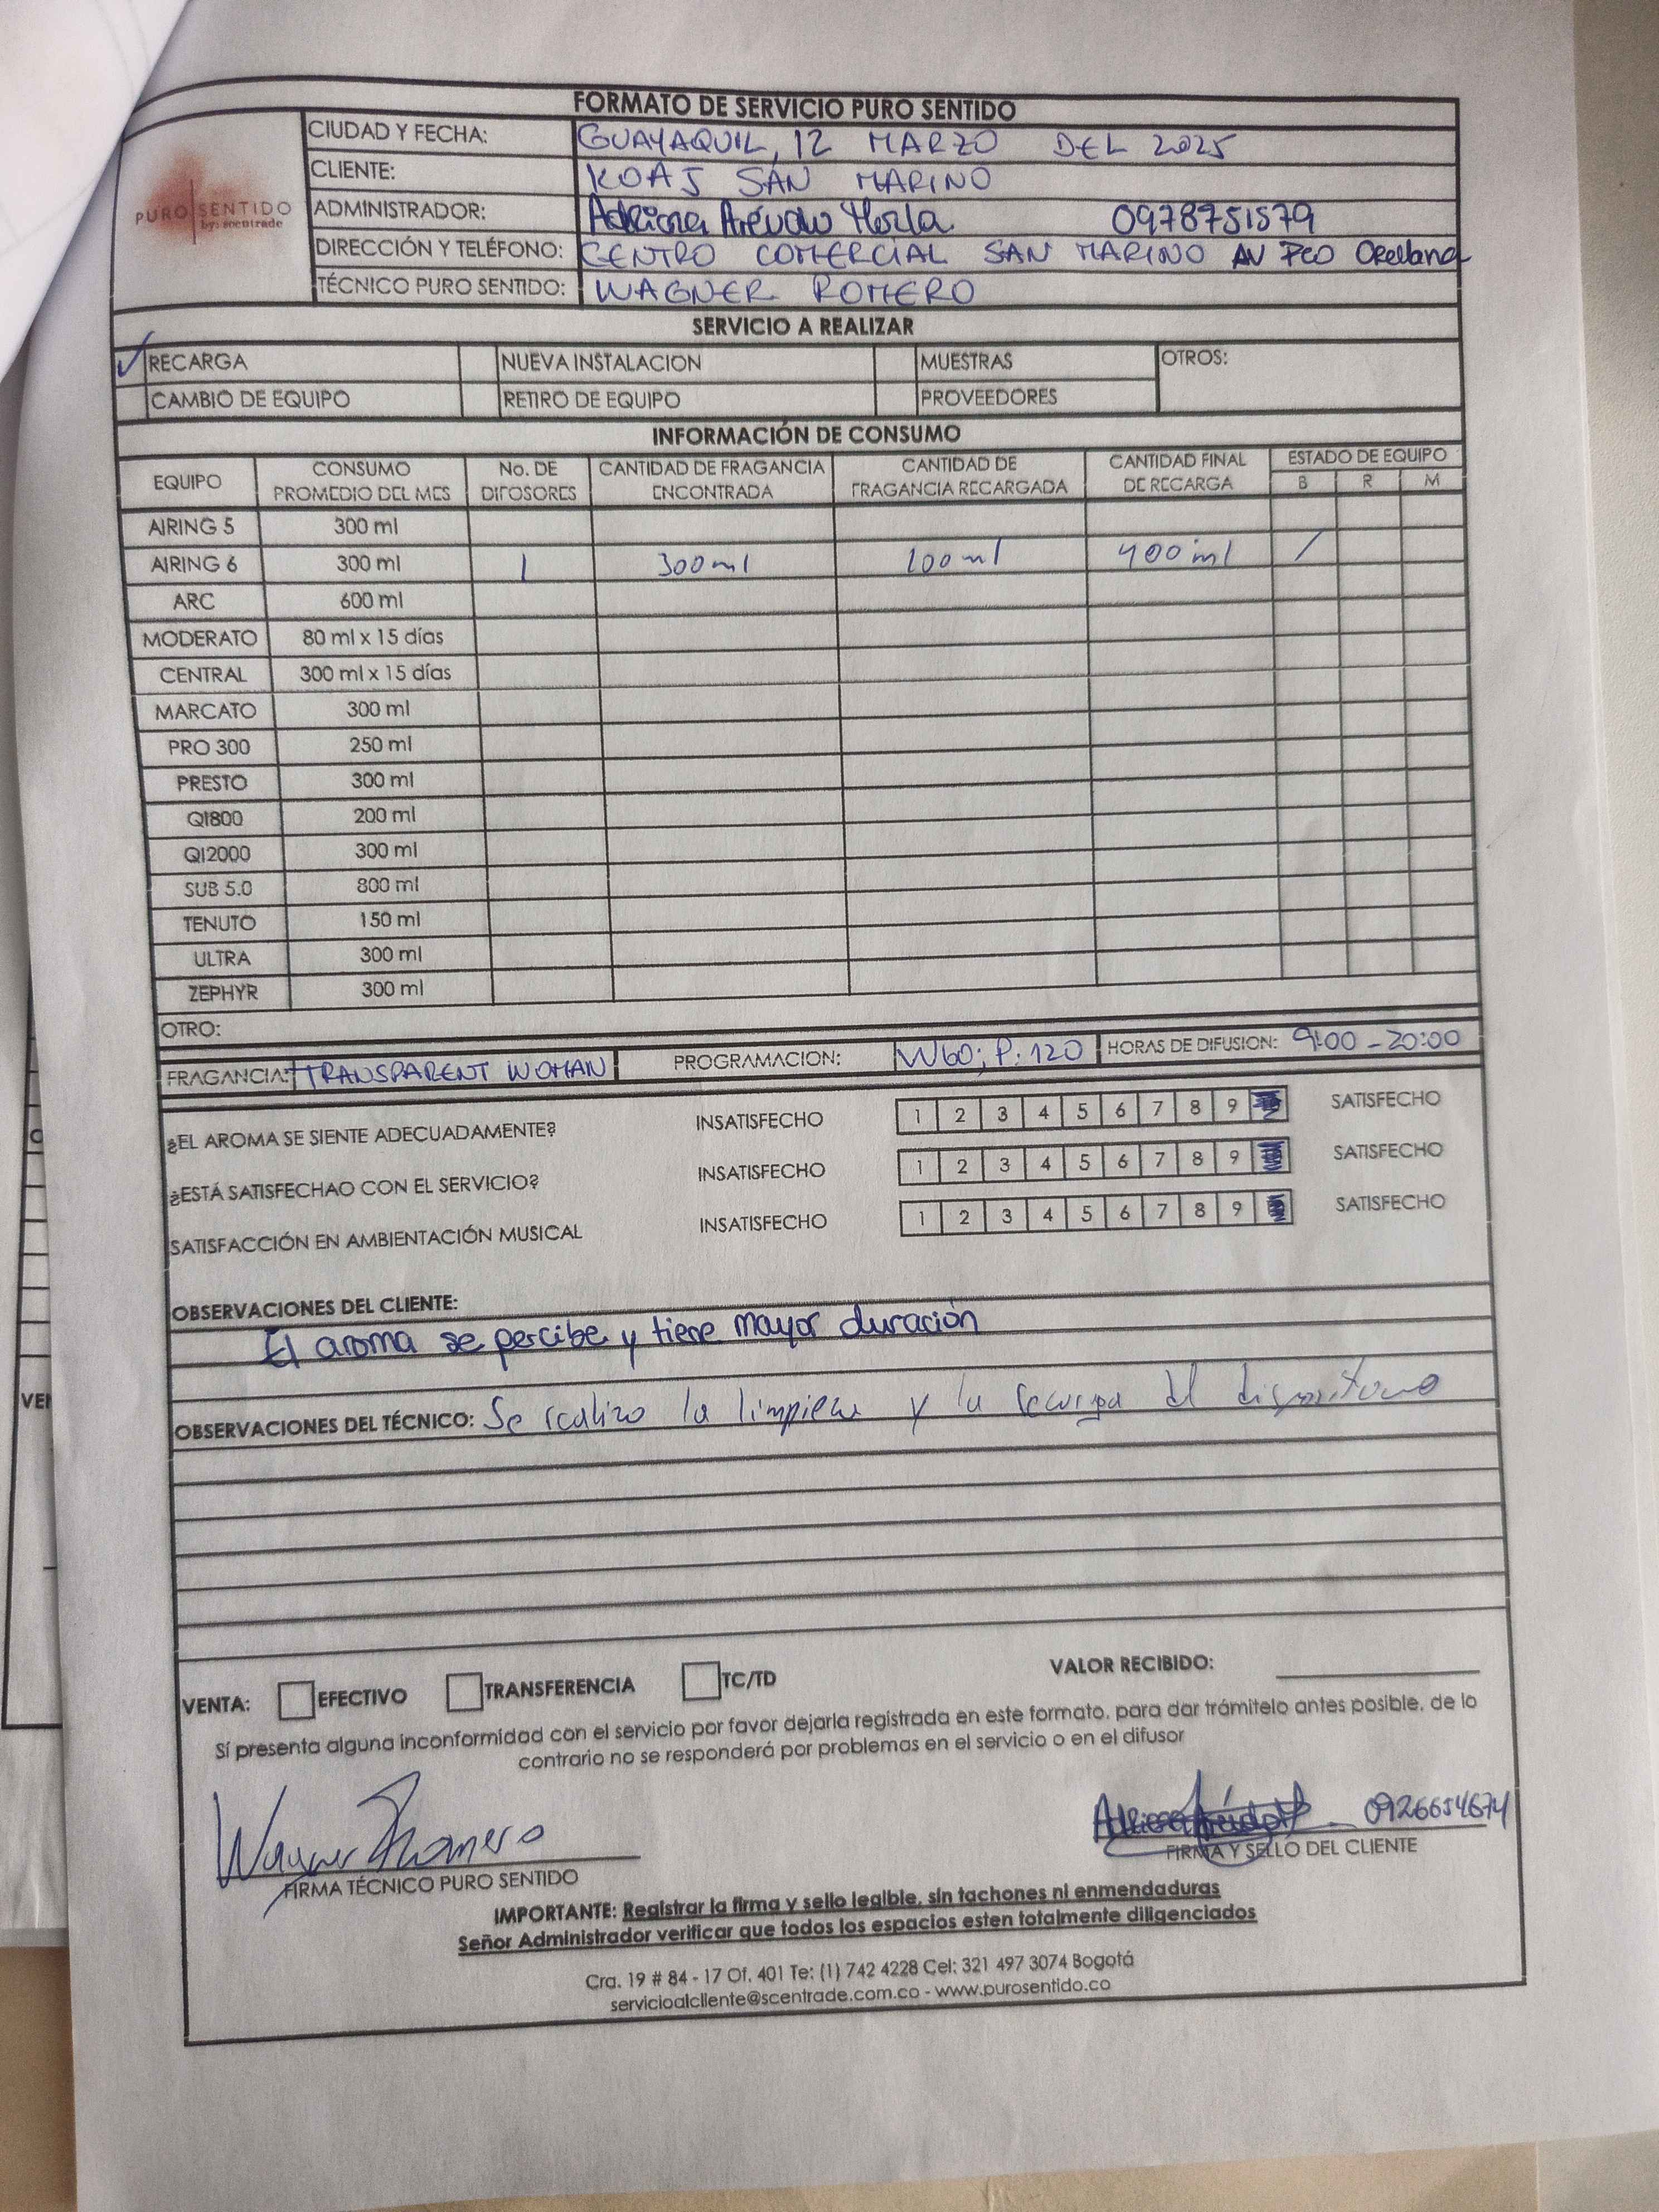 FORMATO DE SERVICIO PURO SENTIDO
PURO SENTIDO
by: scentrade
CIUDAD Y FECHA: GUAYAQUIL, 12 MARZO DEL 2025
CLIENTE: KOAJ SAN MARINO
ADMINISTRADOR: Adriana Arévalo 0978751579
DIRECCIÓN Y TELÉFONO: CENTRO COMERCIAL SAN MARINO AV Fco Orellana
TÉCNICO PURO SENTIDO: WAGNER ROMERO
SERVICIO A REALIZAR
✓ RECARGA NUEVA INSTALACION MUESTRAS OTROS:
CAMBIO DE EQUIPO RETIRO DE EQUIPO PROVEEDORES
INFORMACIÓN DE CONSUMO
EQUIPO CONSUMO PROMEDIO DEL MES No. DE DIFOSORES CANTIDAD DE FRAGANCIA ENCONTRADA CANTIDAD DE FRAGANCIA RECARGADA CANTIDAD FINAL DE RECARGA ESTADO DE EQUIPO
B R M
AIRING 5 300 ml
AIRING 6 300 ml 1 300 ml 100 ml 400 ml /
ARC 600 ml
MODERATO 80 ml x 15 días
CENTRAL 300 ml x 15 días
MARCATO 300 ml
PRO 300 250 ml
PRESTO 300 ml
QI800 200 ml
QI2000 300 ml
SUB 5.0 800 ml
TENUTO 150 ml
ULTRA 300 ml
ZEPHYR 300 ml
OTRO:
FRAGANCIA: TRANSPARENT WOMAN PROGRAMACION: W60; P: 120 HORAS DE DIFUSION: 9:00 - 20:00
¿EL AROMA SE SIENTE ADECUADAMENTE? INSATISFECHO 1 2 3 4 5 6 7 8 9 SATISFECHO
¿ESTÁ SATISFECHAO CON EL SERVICIO? INSATISFECHO 1 2 3 4 5 6 7 8 9 SATISFECHO
SATISFACCIÓN EN AMBIENTACIÓN MUSICAL INSATISFECHO 1 2 3 4 5 6 7 8 9 SATISFECHO
OBSERVACIONES DEL CLIENTE:
El aroma se percibe y tiene mayor duración
OBSERVACIONES DEL TÉCNICO: Se realizo la limpieza y la recarga del dispositivo
VENTA: EFECTIVO TRANSFERENCIA TC/TD VALOR RECIBIDO:
Sí presenta alguna inconformidad con el servicio por favor dejarla registrada en este formato, para dar trámitelo antes posible, de lo
contrario no se responderá por problemas en el servicio o en el difusor
Wagner Romero 0926654674
FIRMA TÉCNICO PURO SENTIDO FIRMA Y SELLO DEL CLIENTE
IMPORTANTE: Registrar la firma y sello legible, sin tachones ni enmendaduras
Señor Administrador verificar que todos los espacios esten totalmente diligenciados
Cra. 19 # 84 - 17 Of. 401 Te: (1) 742 4228 Cel: 321 497 3074 Bogotá
servicioalcliente@scentrade.com.co - www.purosentido.co